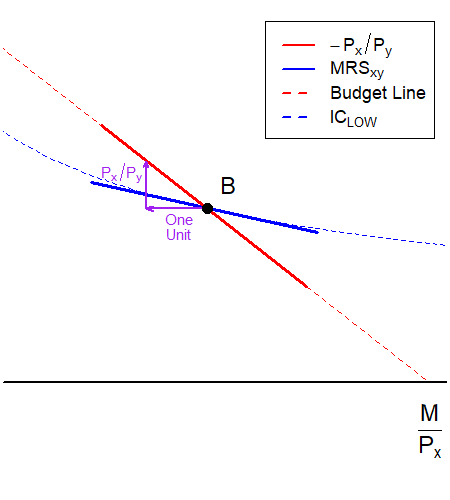 − Px/Py
MRSxy
Budget Line
ICLOW
Px/Py
B
One
Unit
M
Px